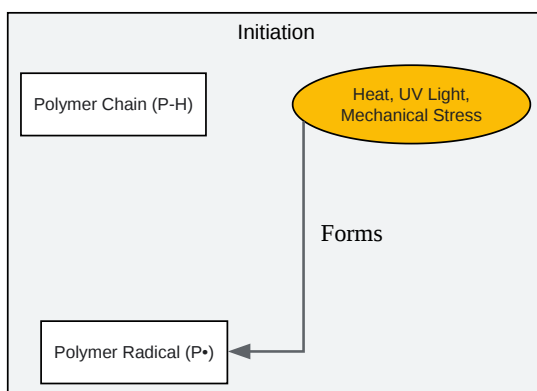 Initiation
Polymer Chain (P-H)
Heat, UV Light,
Mechanical Stress
Forms
Polymer Radical (P•)